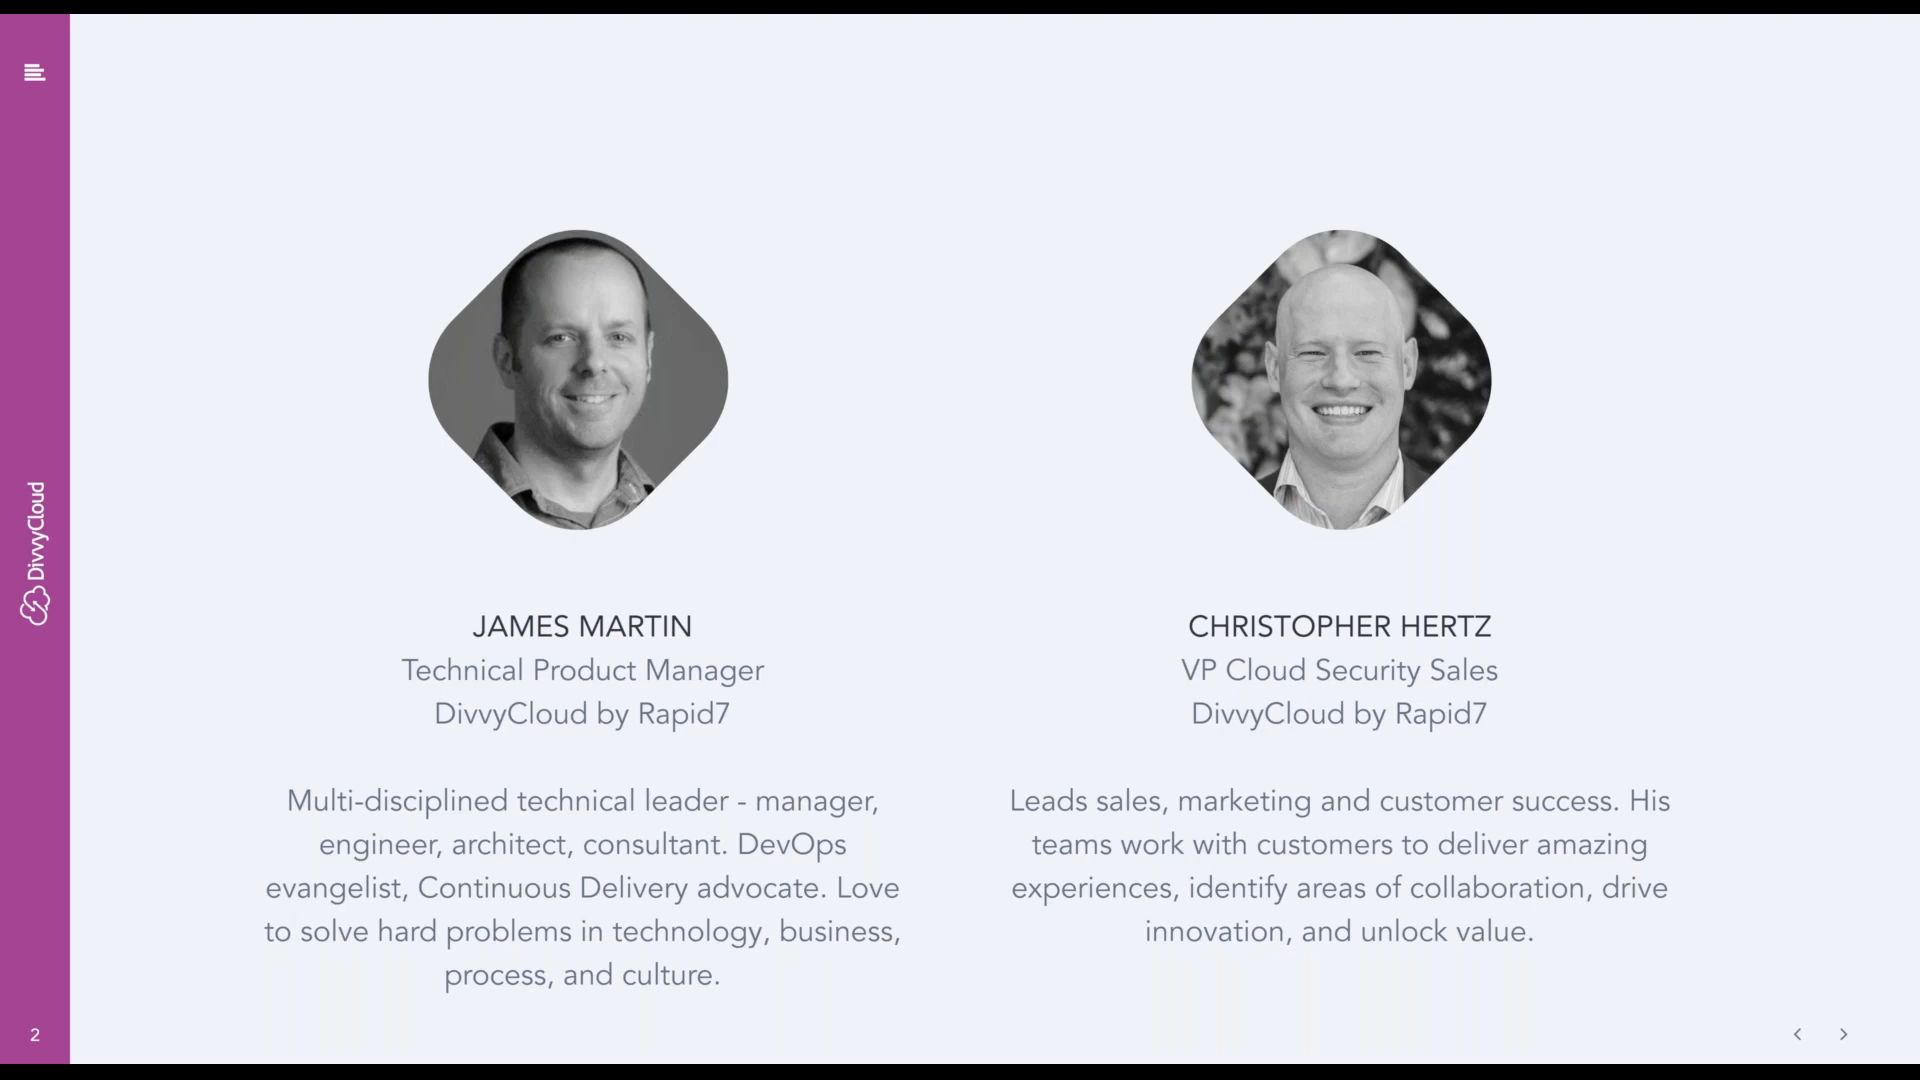 DivvyCloud
JAMES MARTIN
Technical Product Manager
DivvyCloud by Rapid7
Multi-disciplined technical leader - manager,
engineer, architect, consultant. DevOps
evangelist, Continuous Delivery advocate. Love
to solve hard problems in technology, business,
process, and culture.
CHRISTOPHER HERTZ
VP Cloud Security Sales
DivvyCloud by Rapid7
Leads sales, marketing and customer success. His
teams work with customers to deliver amazing
experiences, identify areas of collaboration, drive
innovation, and unlock value.
2